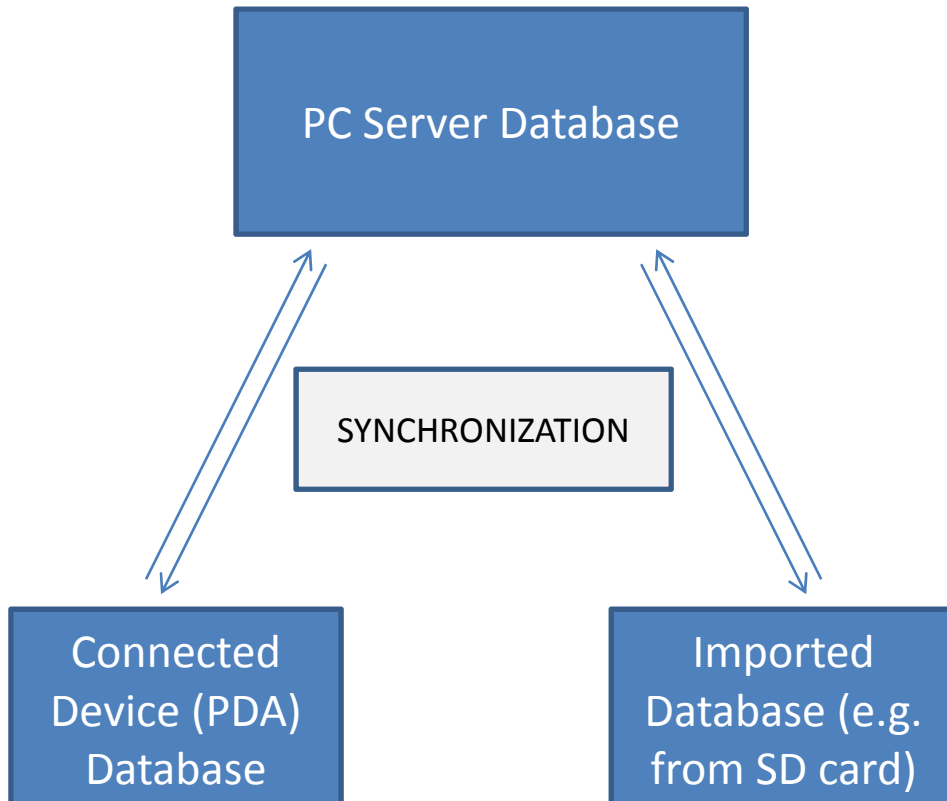 PC Server Database
SYNCHRONIZATION
Connected
Device (PDA)
Database
Imported
Database (e.g.
from SD card)